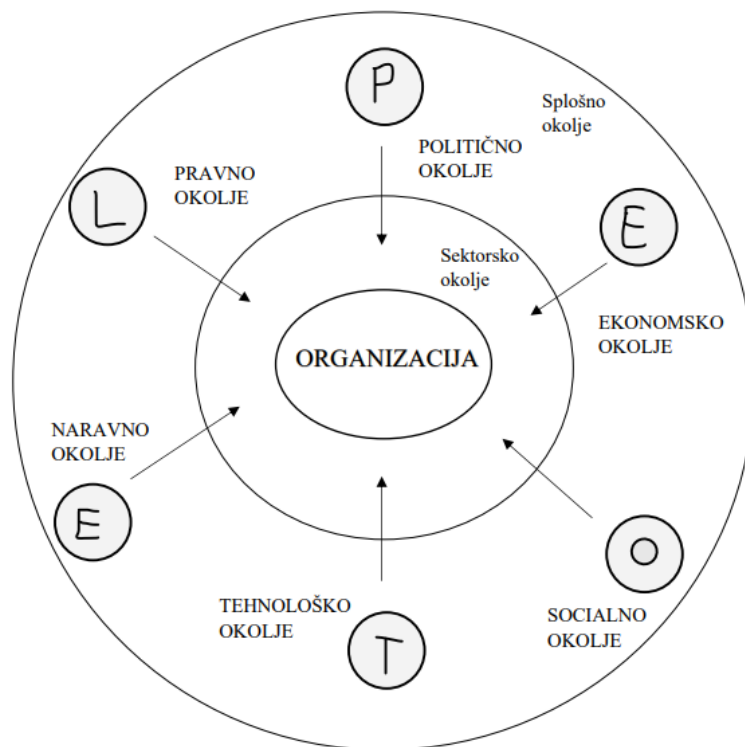 P
Splošno
okolje
POLITIČNO
OKOLJE
PRAVNO
OKOLJE
L
E
Sektorsko
okolje
EKONOMSKO
OKOLJE
ORGANIZACIJA
NARAVNO
OKOLJE
E
O
TEHNOLOŠKO
OKOLJE
SOCIALNO
OKOLJE
T